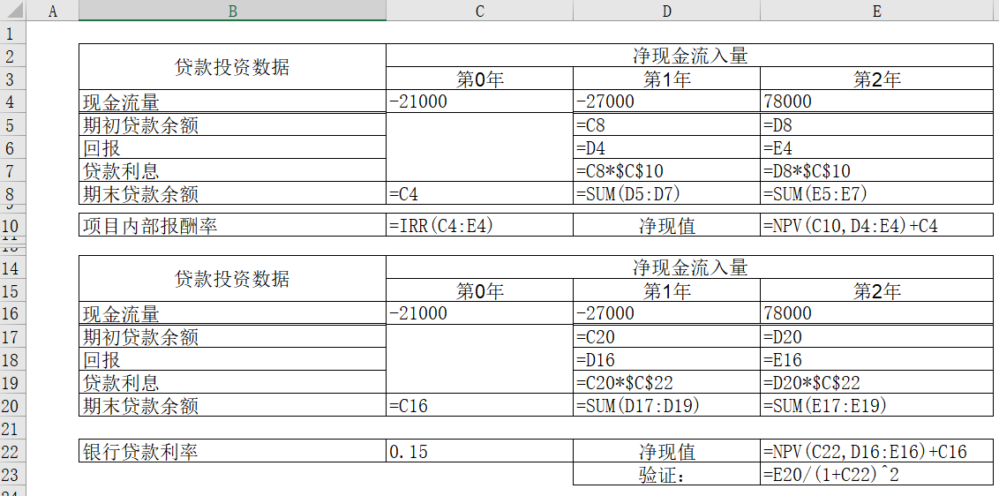 A B C D E
1
2 贷款投资数据 净现金流入量
3 第0年 第1年 第2年
4 现金流量 -21000 -27000 78000
5 期初贷款余额 =C8 =D8
6 回报 =D4 =E4
7 贷款利息 =C8*$C$10 =D8*$C$10
8 期末贷款余额 =C4 =SUM(D5:D7) =SUM(E5:E7)
10 项目内部报酬率 =IRR(C4:E4) 净现值 =NPV(C10,D4:E4)+C4
14 贷款投资数据 净现金流入量
15 第0年 第1年 第2年
16 现金流量 -21000 -27000 78000
17 期初贷款余额 =C20 =D20
18 回报 =D16 =E16
19 贷款利息 =C20*$C$22 =D20*$C$22
20 期末贷款余额 =C16 =SUM(D17:D19) =SUM(E17:E19)
21
22 银行贷款利率 0.15 净现值 =NPV(C22,D16:E16)+C16
23 验证: =E20/(1+C22)^2